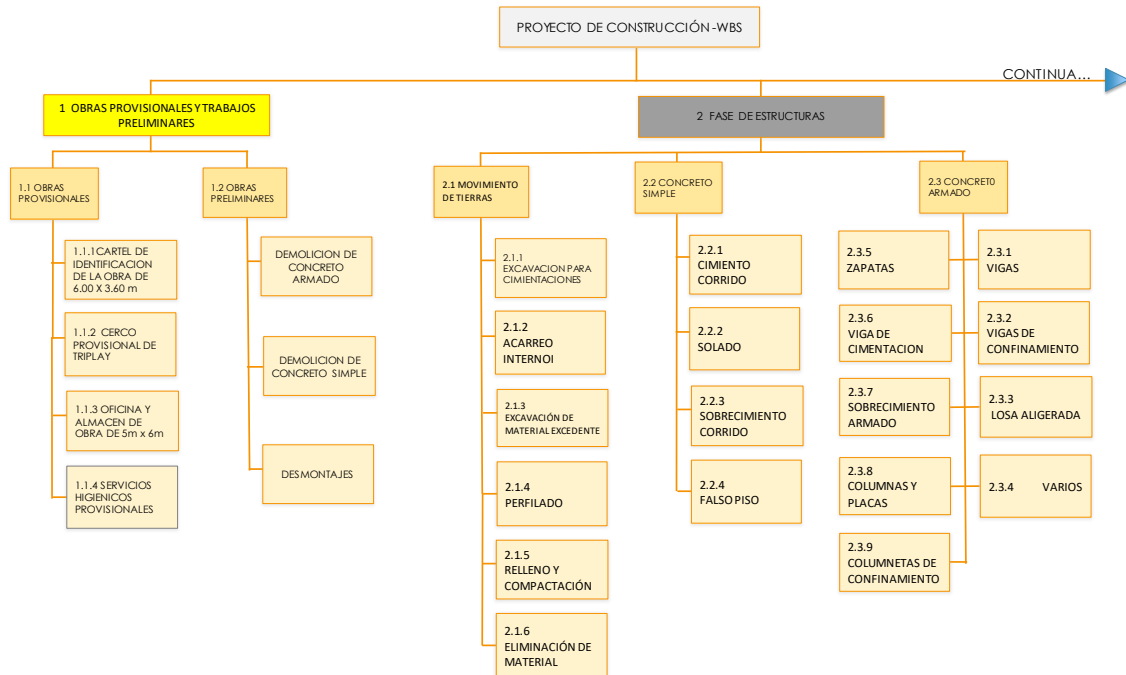 PROYECTO DE CONSTRUCCIÓN -WBS
CONTINUA...
1 OBRAS PROVISIONALES Y TRABAJOS
PRELIMINARES
2 FASE DE ESTRUCTURAS
1.1 OBRAS
PROVISIONALES
1.2 OBRAS
PRELIMINARES
2.1 MOVIMIENTO
DE TIERRAS
2.2 CONCRETO
SIMPLE
2.3 CONCRET0
ARMADO
1.1.1 CARTEL DE
IDENTIFICACION
DE LA OBRA DE
6.00 X 3.60 m
1.1.2 CERCO
PROVISIONAL DE
TRIPLAY
1.1.3 OFICINA Y
ALMACEN DE
OBRA DE 5m x 6m
1.1.4 SERVICIOS
HIGIENICOS
PROVISIONALES
DEMOLICION DE
CONCRETO
ARMADO
DEMOLICION DE
CONCRETO SIMPLE
DESMONTAJES
2.1.1
EXCAVACION PARA
CIMIENTACIONES
2.1.2
ACARREO
INTERNOI
2.1.3
EXCAVACIÓN DE
MATERIAL EXCEDENTE
2.1.4
PERFILADO
2.1.5
RELLENO Y
COMPACTACIÓN
2.1.6
ELIMINACIÓN DE
MATERIAL
2.2.1
CIMIENTO
CORRIDO
2.2.2
SOLADO
2.2.3
SOBRECIMIENTO
CORRIDO
2.2.4
FALSO PISO
2.3.5
ZAPATAS
2.3.6
VIGA DE
CIMENTACION
2.3.7
SOBRECIMIENTO
ARMADO
2.3.8
COLUMNAS Y
PLACAS
2.3.9
COLUMNETAS DE
CONFINAMIENTO
2.3.1
VIGAS
2.3.2
VIGAS DE
CONFINAMIENTO
2.3.3
LOSA ALIGERADA
2.3.4 VARIOS